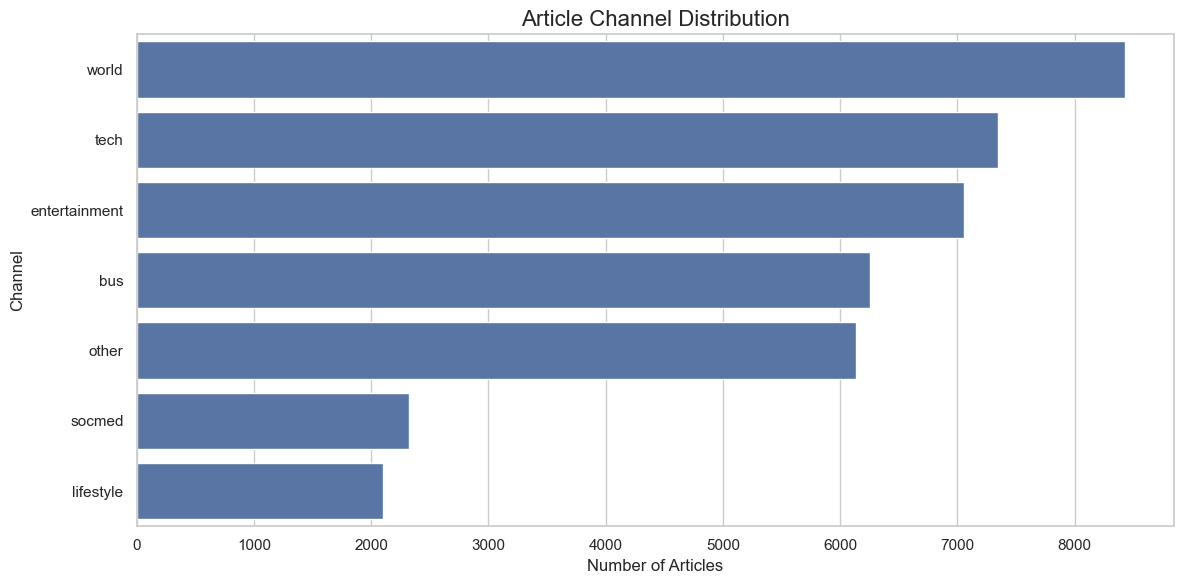 Article Channel Distribution
world
tech
entertainment
bus
other
socmed
lifestyle
Channel
0 1000 2000 3000 4000 5000 6000 7000 8000
Number of Articles